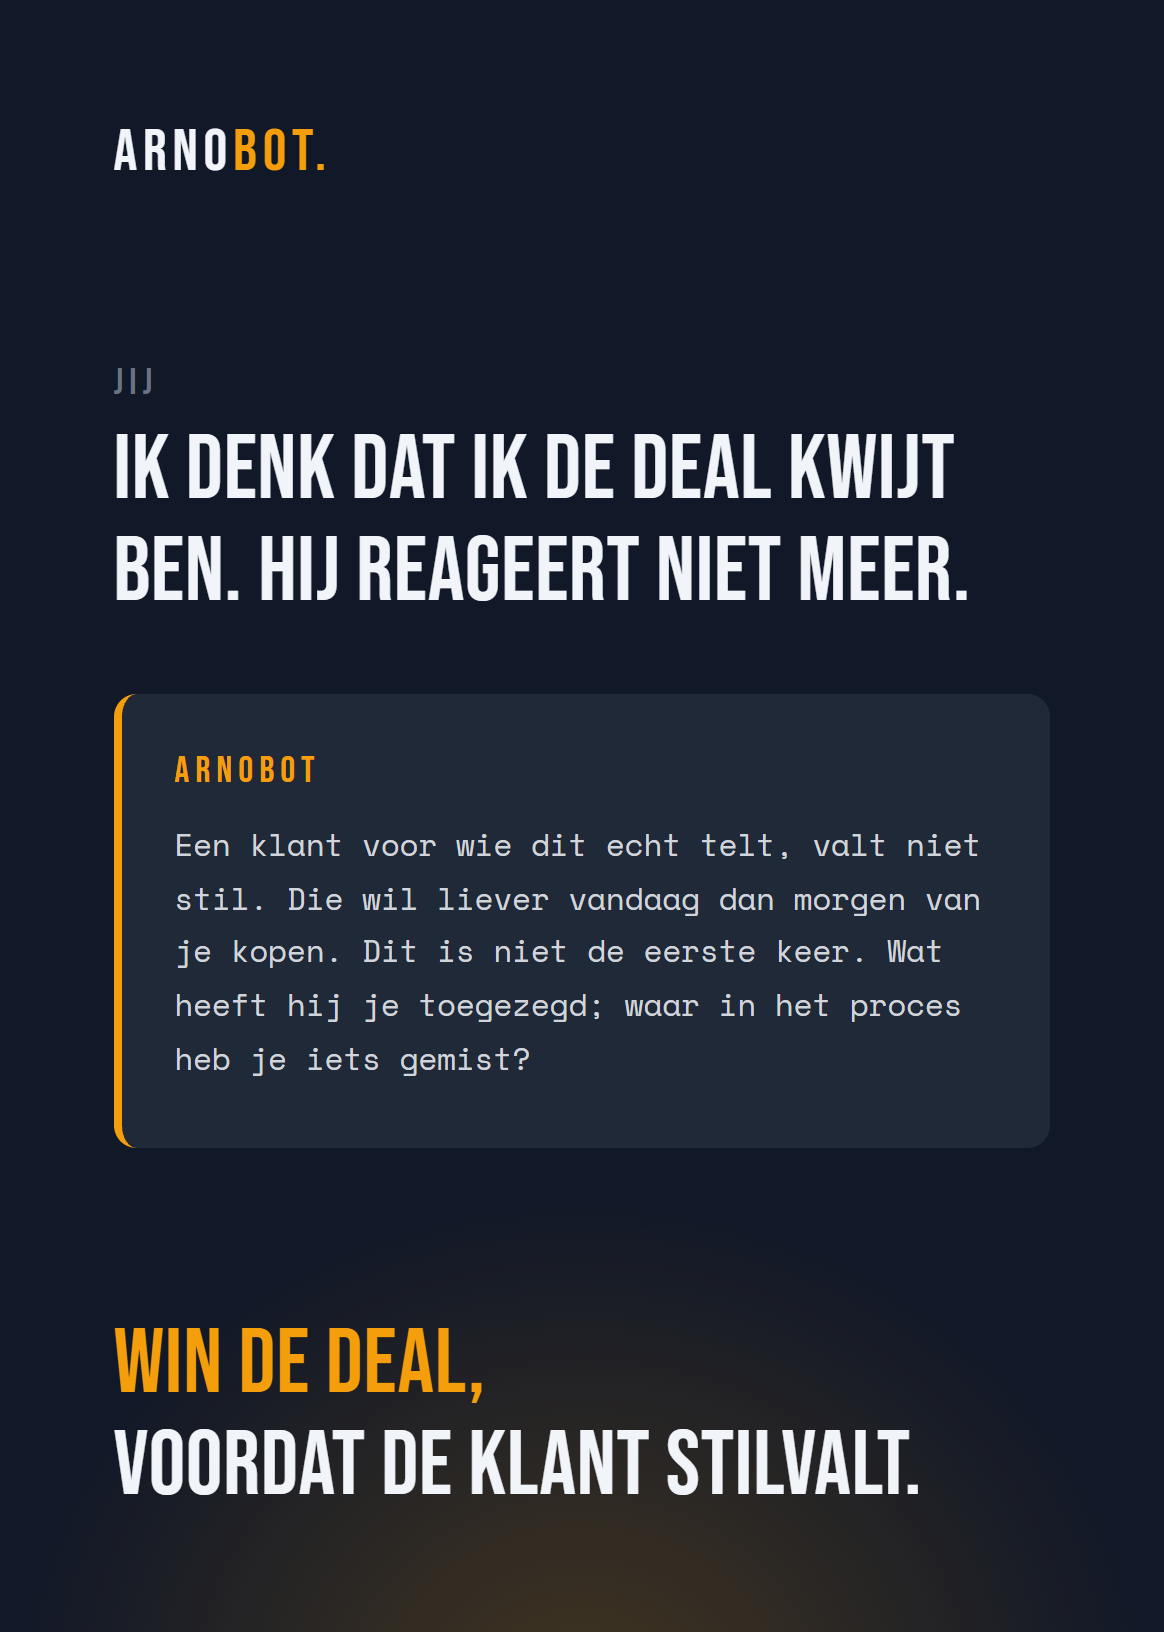 ARNOBOT.
JIJ
IK DENK DAT IK DE DEAL KWIJT
BEN. HIJ REAGEERT NIET MEER.
ARNOBOT
Een klant voor wie dit echt telt, valt niet
stil. Die wil liever vandaag dan morgen van
je kopen. Dit is niet de eerste keer. Wat
heeft hij je toegezegd; waar in het proces
heb je iets gemist?
WIN DE DEAL,
VOORDAT DE KLANT STILVALT.